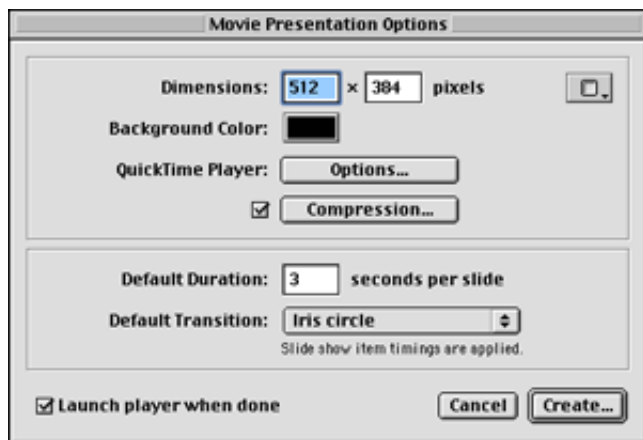 Movie Presentation Options
Dimensions: 512 × 384 pixels
Background Color:
QuickTime Player: Options...
Compression...
Default Duration: 3 seconds per slide
Default Transition: Iris circle
Slide show item timings are applied.
Launch player when done Cancel Create...